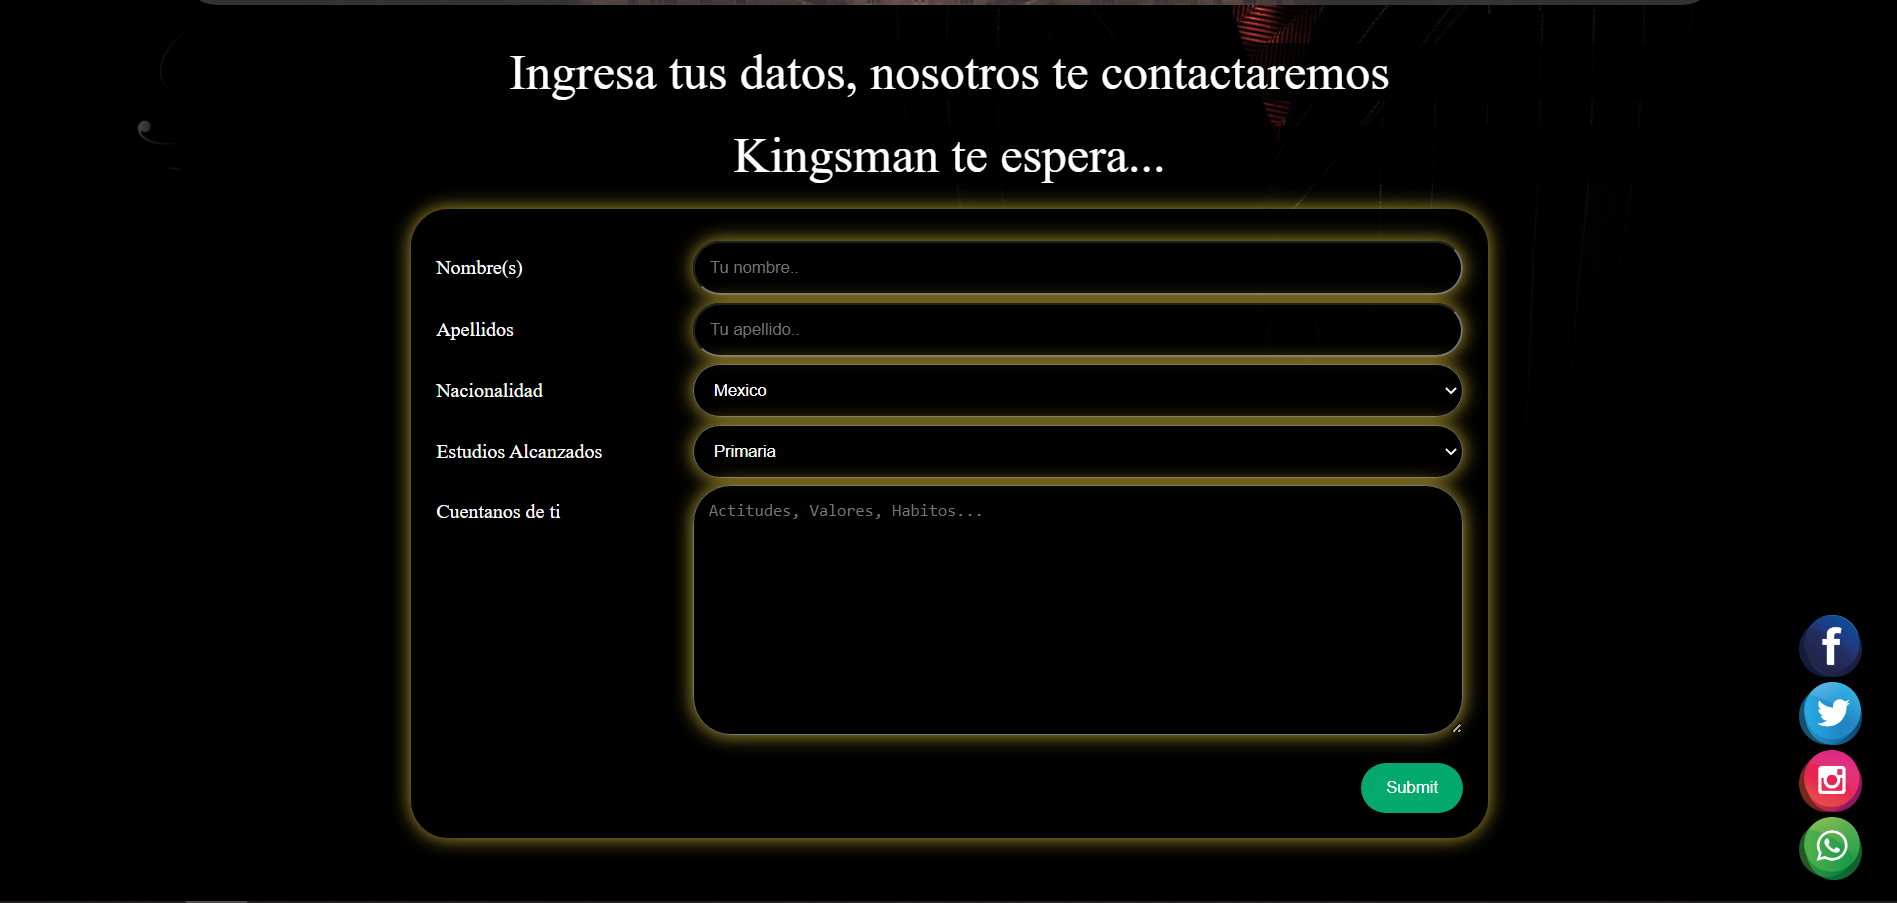 Ingresa tus datos, nosotros te contactaremos
Kingsman te espera...
Nombre(s)
Tu nombre..
Apellidos
Tu apellido..
Nacionalidad
Mexico
Estudios Alcanzados
Primaria
Cuentanos de ti
Actitudes, Valores, Habitos...
Submit